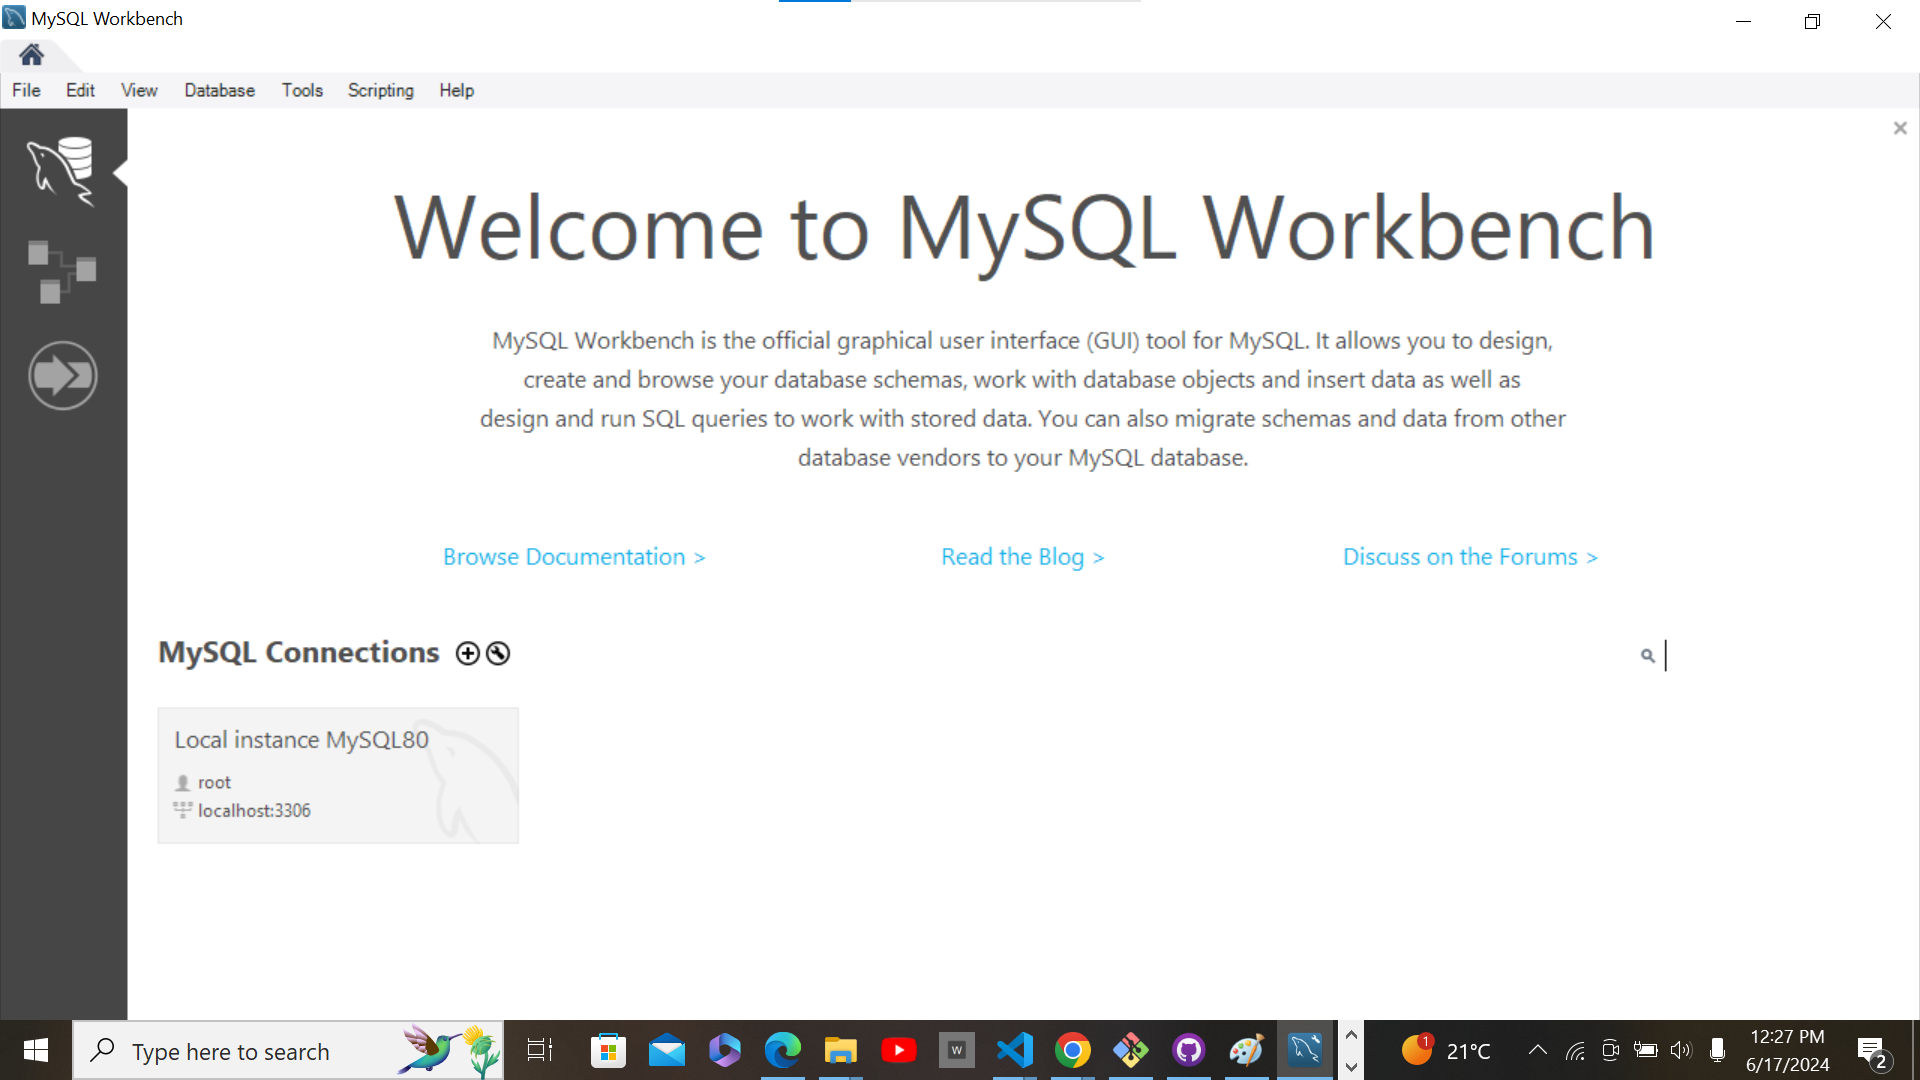 MySQL Workbench
File Edit View Database Tools Scripting Help
Welcome to MySQL Workbench
MySQL Workbench is the official graphical user interface (GUI) tool for MySQL. It allows you to design,
create and browse your database schemas, work with database objects and insert data as well as
design and run SQL queries to work with stored data. You can also migrate schemas and data from other
database vendors to your MySQL database.
Browse Documentation > Read the Blog > Discuss on the Forums >
MySQL Connections
Local instance MySQL80
root
localhost:3306
Type here to search
W
1
21°C
12:27 PM
6/17/2024
2